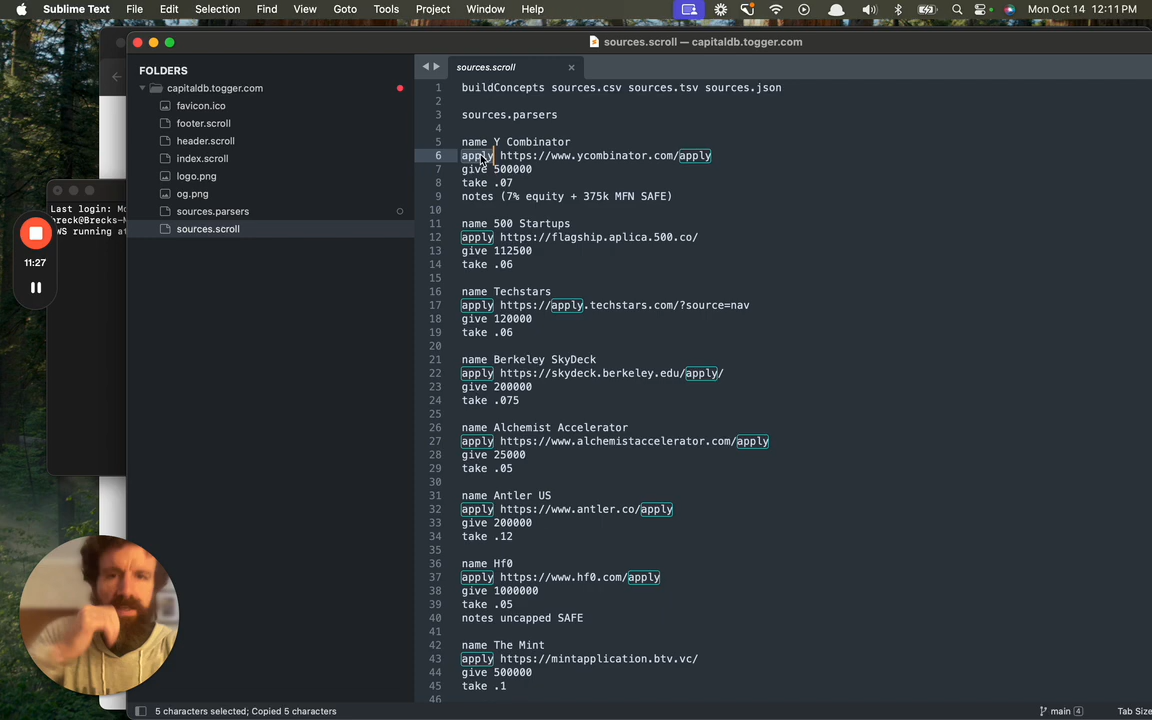 Sublime Text File Edit Selection Find View Goto Tools Project Window Help Mon Oct 14 12:11 PM
sources.scroll — capitaldb.togger.com
FOLDERS
capitaldb.togger.com
favicon.ico
footer.scroll
header.scroll
index.scroll
logo.png
og.png
sources.parsers
sources.scroll
Last login: Mo
breck@Brecks-M
WS running at
11:27
sources.scroll
1 buildConcepts sources.csv sources.tsv sources.json
2
3 sources.parsers
4
5 name Y Combinator
6 apply https://www.ycombinator.com/apply
7 give 500000
8 take .07
9 notes (7% equity + 375k MFN SAFE)
10
11 name 500 Startups
12 apply https://flagship.aplica.500.co/
13 give 112500
14 take .06
15
16 name Techstars
17 apply https://apply.techstars.com/?source=nav
18 give 120000
19 take .06
20
21 name Berkeley SkyDeck
22 apply https://skydeck.berkeley.edu/apply/
23 give 200000
24 take .075
25
26 name Alchemist Accelerator
27 apply https://www.alchemistaccelerator.com/apply
28 give 25000
29 take .05
30
31 name Antler US
32 apply https://www.antler.co/apply
33 give 200000
34 take .12
35
36 name Hf0
37 apply https://www.hf0.com/apply
38 give 1000000
39 take .05
40 notes uncapped SAFE
41
42 name The Mint
43 apply https://mintapplication.btv.vc/
44 give 500000
45 take .1
46
5 characters selected; Copied 5 characters
main 4
Tab Size